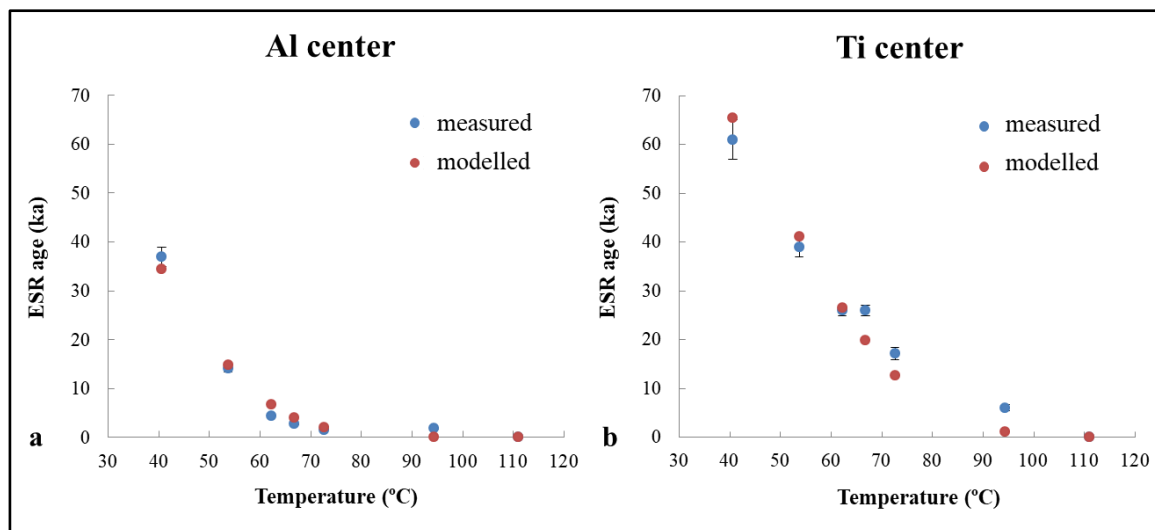 Al center
70
60
50
40
30
20
10
0
ESR age (ka)
measured
modelled
a
30 40 50 60 70 80 90 100 110 120
Temperature (ºC)
Ti center
70
60
50
40
30
20
10
0
ESR age (ka)
measured
modelled
b
30 40 50 60 70 80 90 100 110 120
Temperature (ºC)